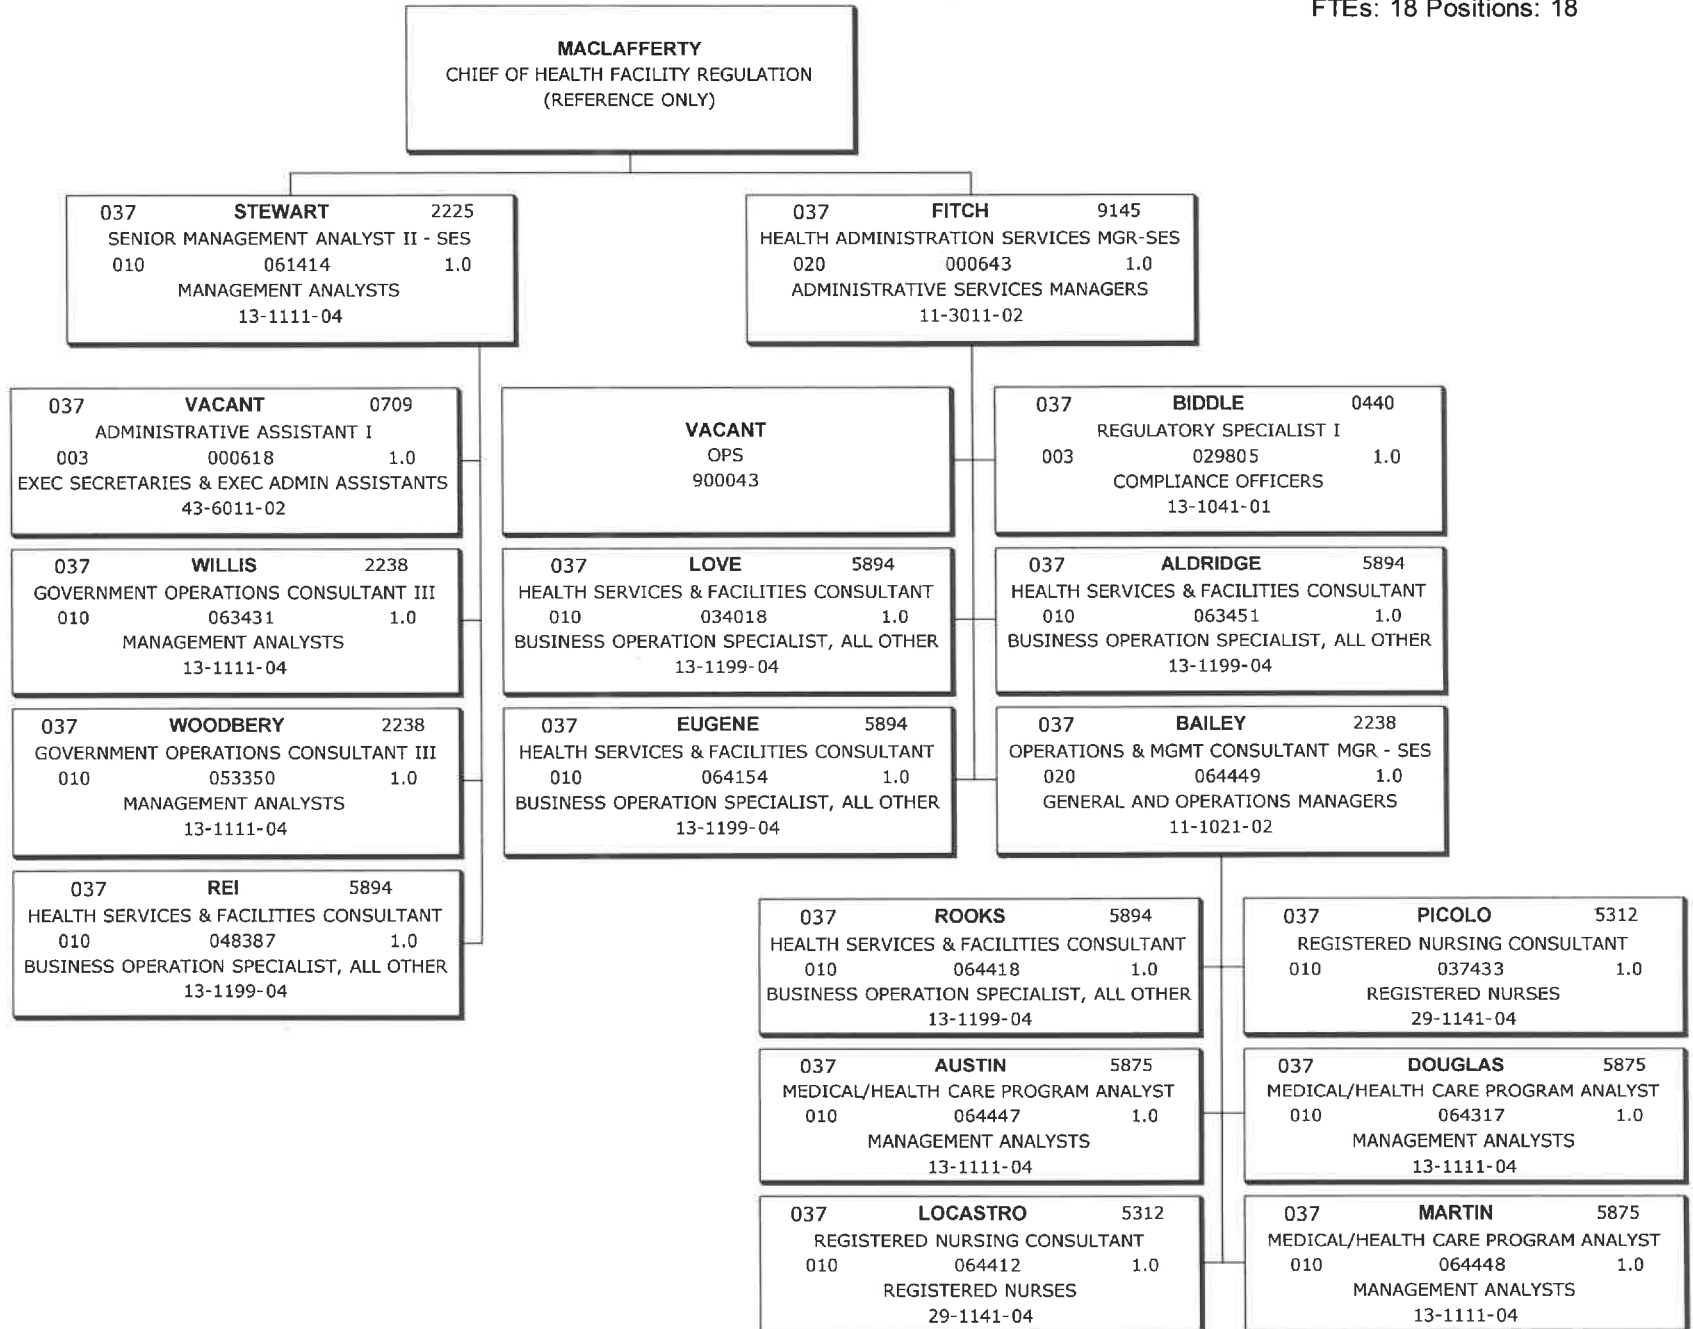 FTEs: 18 Positions: 18
MACLAFFERTY
CHIEF OF HEALTH FACILITY REGULATION
(REFERENCE ONLY)
037 STEWART 2225
SENIOR MANAGEMENT ANALYST II - SES
010 061414 1.0
MANAGEMENT ANALYSTS
13-1111-04
037 FITCH 9145
HEALTH ADMINISTRATION SERVICES MGR-SES
020 000643 1.0
ADMINISTRATIVE SERVICES MANAGERS
11-3011-02
037 VACANT 0709
ADMINISTRATIVE ASSISTANT I
003 000618 1.0
EXEC SECRETARIES & EXEC ADMIN ASSISTANTS
43-6011-02
VACANT
OPS
900043
037 BIDDLE 0440
REGULATORY SPECIALIST I
003 029805 1.0
COMPLIANCE OFFICERS
13-1041-01
037 WILLIS 2238
GOVERNMENT OPERATIONS CONSULTANT III
010 063431 1.0
MANAGEMENT ANALYSTS
13-1111-04
037 LOVE 5894
HEALTH SERVICES & FACILITIES CONSULTANT
010 034018 1.0
BUSINESS OPERATION SPECIALIST, ALL OTHER
13-1199-04
037 ALDRIDGE 5894
HEALTH SERVICES & FACILITIES CONSULTANT
010 063451 1.0
BUSINESS OPERATION SPECIALIST, ALL OTHER
13-1199-04
037 WOODBERY 2238
GOVERNMENT OPERATIONS CONSULTANT III
010 053350 1.0
MANAGEMENT ANALYSTS
13-1111-04
037 EUGENE 5894
HEALTH SERVICES & FACILITIES CONSULTANT
010 064154 1.0
BUSINESS OPERATION SPECIALIST, ALL OTHER
13-1199-04
037 BAILEY 2238
OPERATIONS & MGMT CONSULTANT MGR - SES
020 064449 1.0
GENERAL AND OPERATIONS MANAGERS
11-1021-02
037 REI 5894
HEALTH SERVICES & FACILITIES CONSULTANT
010 048387 1.0
BUSINESS OPERATION SPECIALIST, ALL OTHER
13-1199-04
037 ROOKS 5894
HEALTH SERVICES & FACILITIES CONSULTANT
010 064418 1.0
BUSINESS OPERATION SPECIALIST, ALL OTHER
13-1199-04
037 PICOLO 5312
REGISTERED NURSING CONSULTANT
010 037433 1.0
REGISTERED NURSES
29-1141-04
037 AUSTIN 5875
MEDICAL/HEALTH CARE PROGRAM ANALYST
010 064447 1.0
MANAGEMENT ANALYSTS
13-1111-04
037 DOUGLAS 5875
MEDICAL/HEALTH CARE PROGRAM ANALYST
010 064317 1.0
MANAGEMENT ANALYSTS
13-1111-04
037 LOCASTRO 5312
REGISTERED NURSING CONSULTANT
010 064412 1.0
REGISTERED NURSES
29-1141-04
037 MARTIN 5875
MEDICAL/HEALTH CARE PROGRAM ANALYST
010 064448 1.0
MANAGEMENT ANALYSTS
13-1111-04